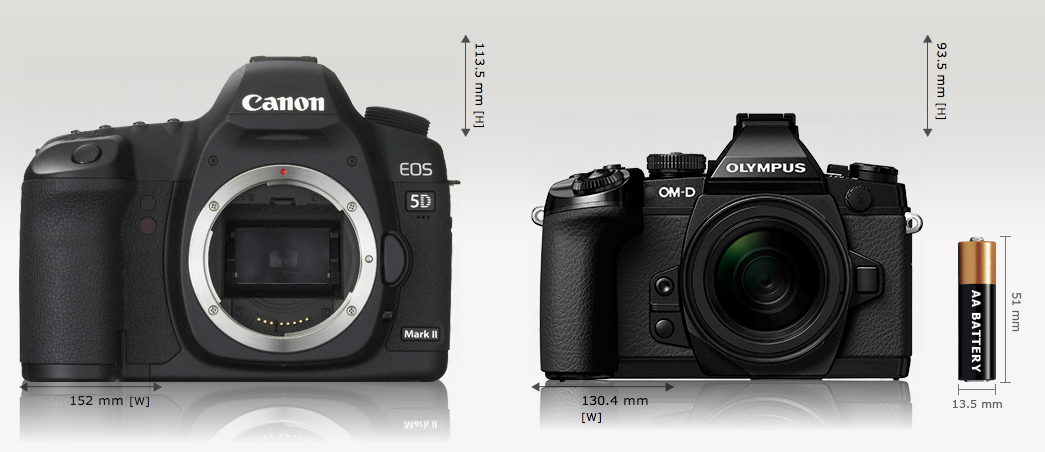 113.5 mm [H]
93.5 mm [H]
Canon
EOS
5D
Mark II
152 mm [W]
OLYMPUS
OM-D
130.4 mm
[W]
AA BATTERY
51 mm
13.5 mm